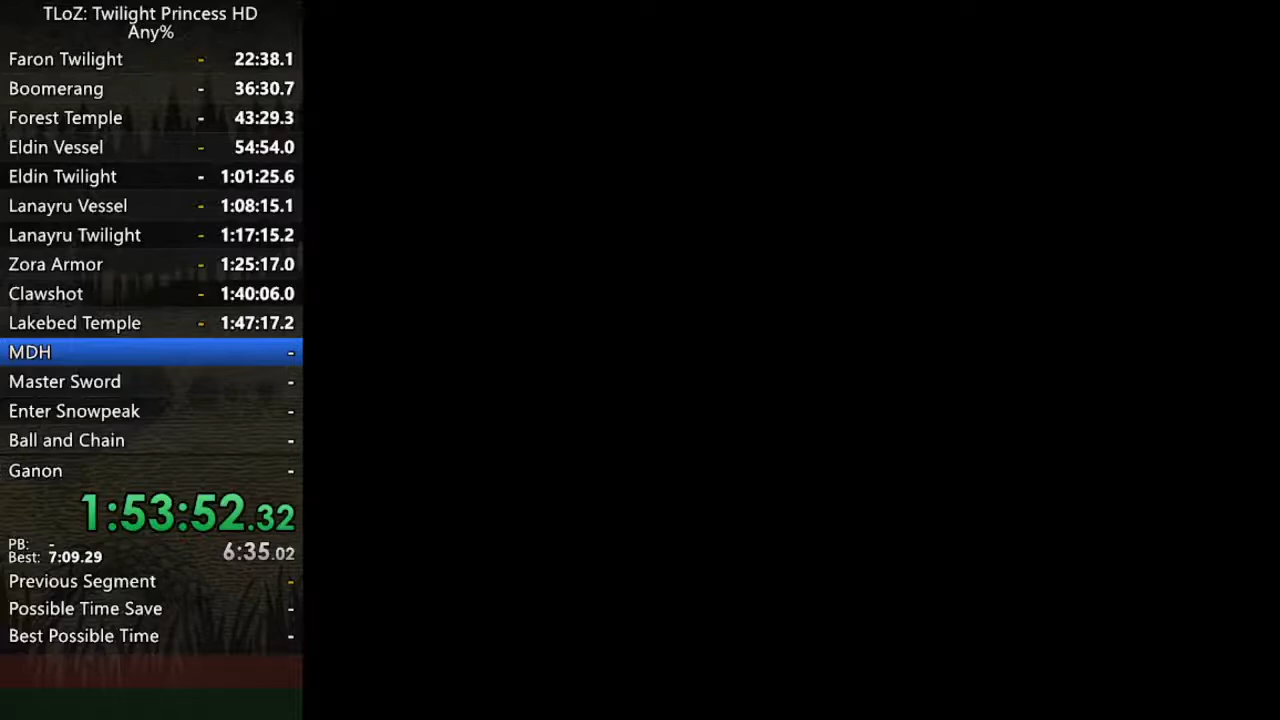 TLoZ: Twilight Princess HD
Any%
Faron Twilight - 22:38.1
Boomerang - 36:30.7
Forest Temple - 43:29.3
Eldin Vessel - 54:54.0
Eldin Twilight - 1:01:25.6
Lanayru Vessel - 1:08:15.1
Lanayru Twilight - 1:17:15.2
Zora Armor - 1:25:17.0
Clawshot - 1:40:06.0
Lakebed Temple - 1:47:17.2
MDH -
Master Sword -
Enter Snowpeak -
Ball and Chain -
Ganon -
1:53:52.32
PB: -
Best: 7:09.29 6:35.02
Previous Segment -
Possible Time Save -
Best Possible Time -